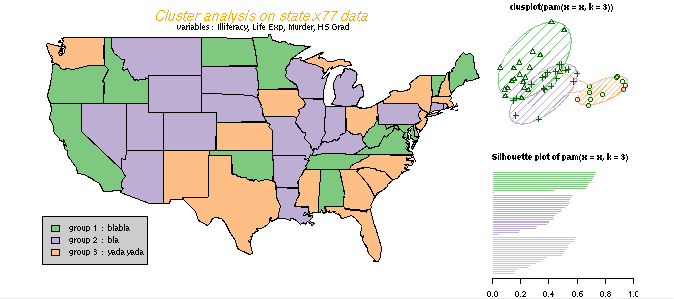 Cluster analysis on state.x77 data
variables : Illiteracy, Life Exp, Murder, HS Grad
clusplot(pam(x = x, k = 3))
Silhouette plot of pam(x = x, k = 3)
group 1 : blabla
group 2 : bla
group 3 : yadayada
0.0 0.2 0.4 0.6 0.8 1.0